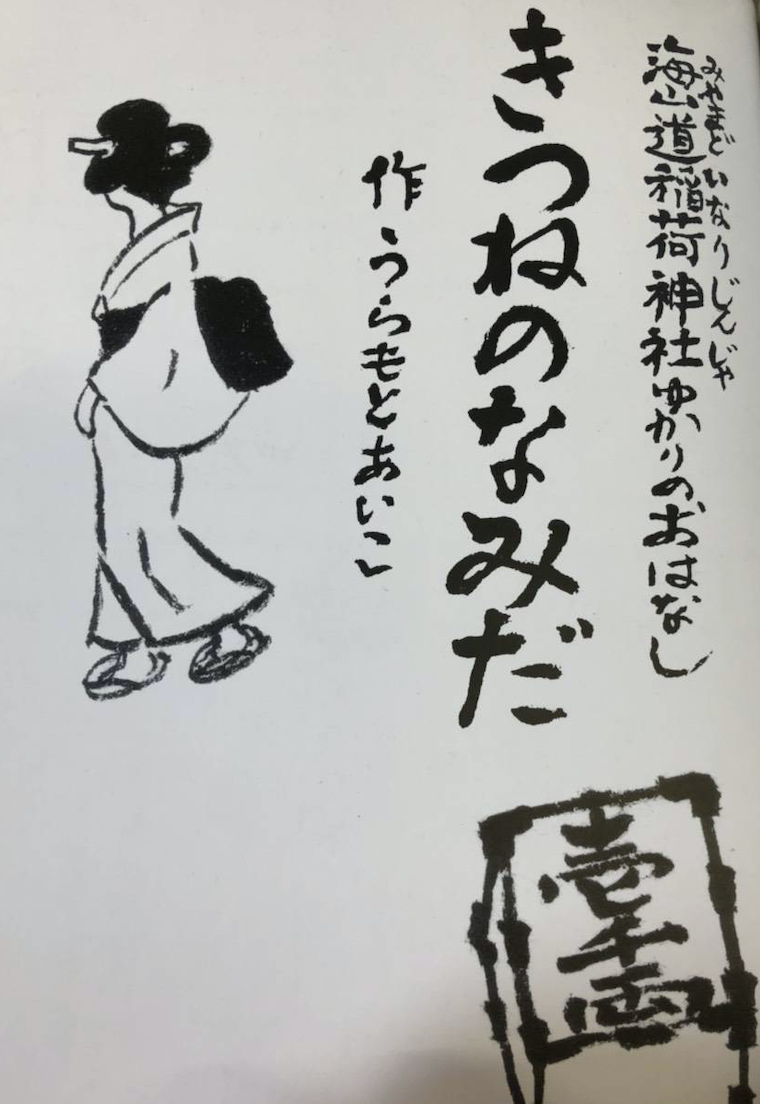 海山道稲荷神社ゆかりのおはなし
みやまどいなりじんじゃ
きつねのなみだ
作 うらもとあいこ
壱千両